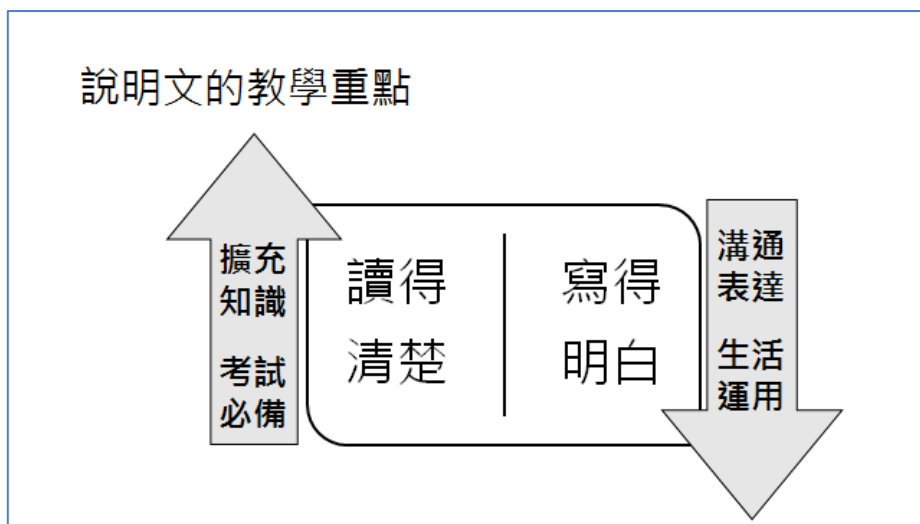 說明文的教學重點
擴充
知識
考試
必備
讀得
清楚
寫得
明白
溝通
表達
生活
運用